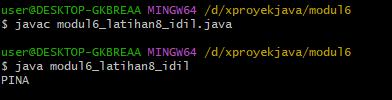 user@DESKTOP-GKBREAA MINGW64 /d/xproyekjava/modul6
$ javac modul6_latihan8_idil.java
user@DESKTOP-GKBREAA MINGW64 /d/xproyekjava/modul6
$ java modul6_latihan8_idil
PINA